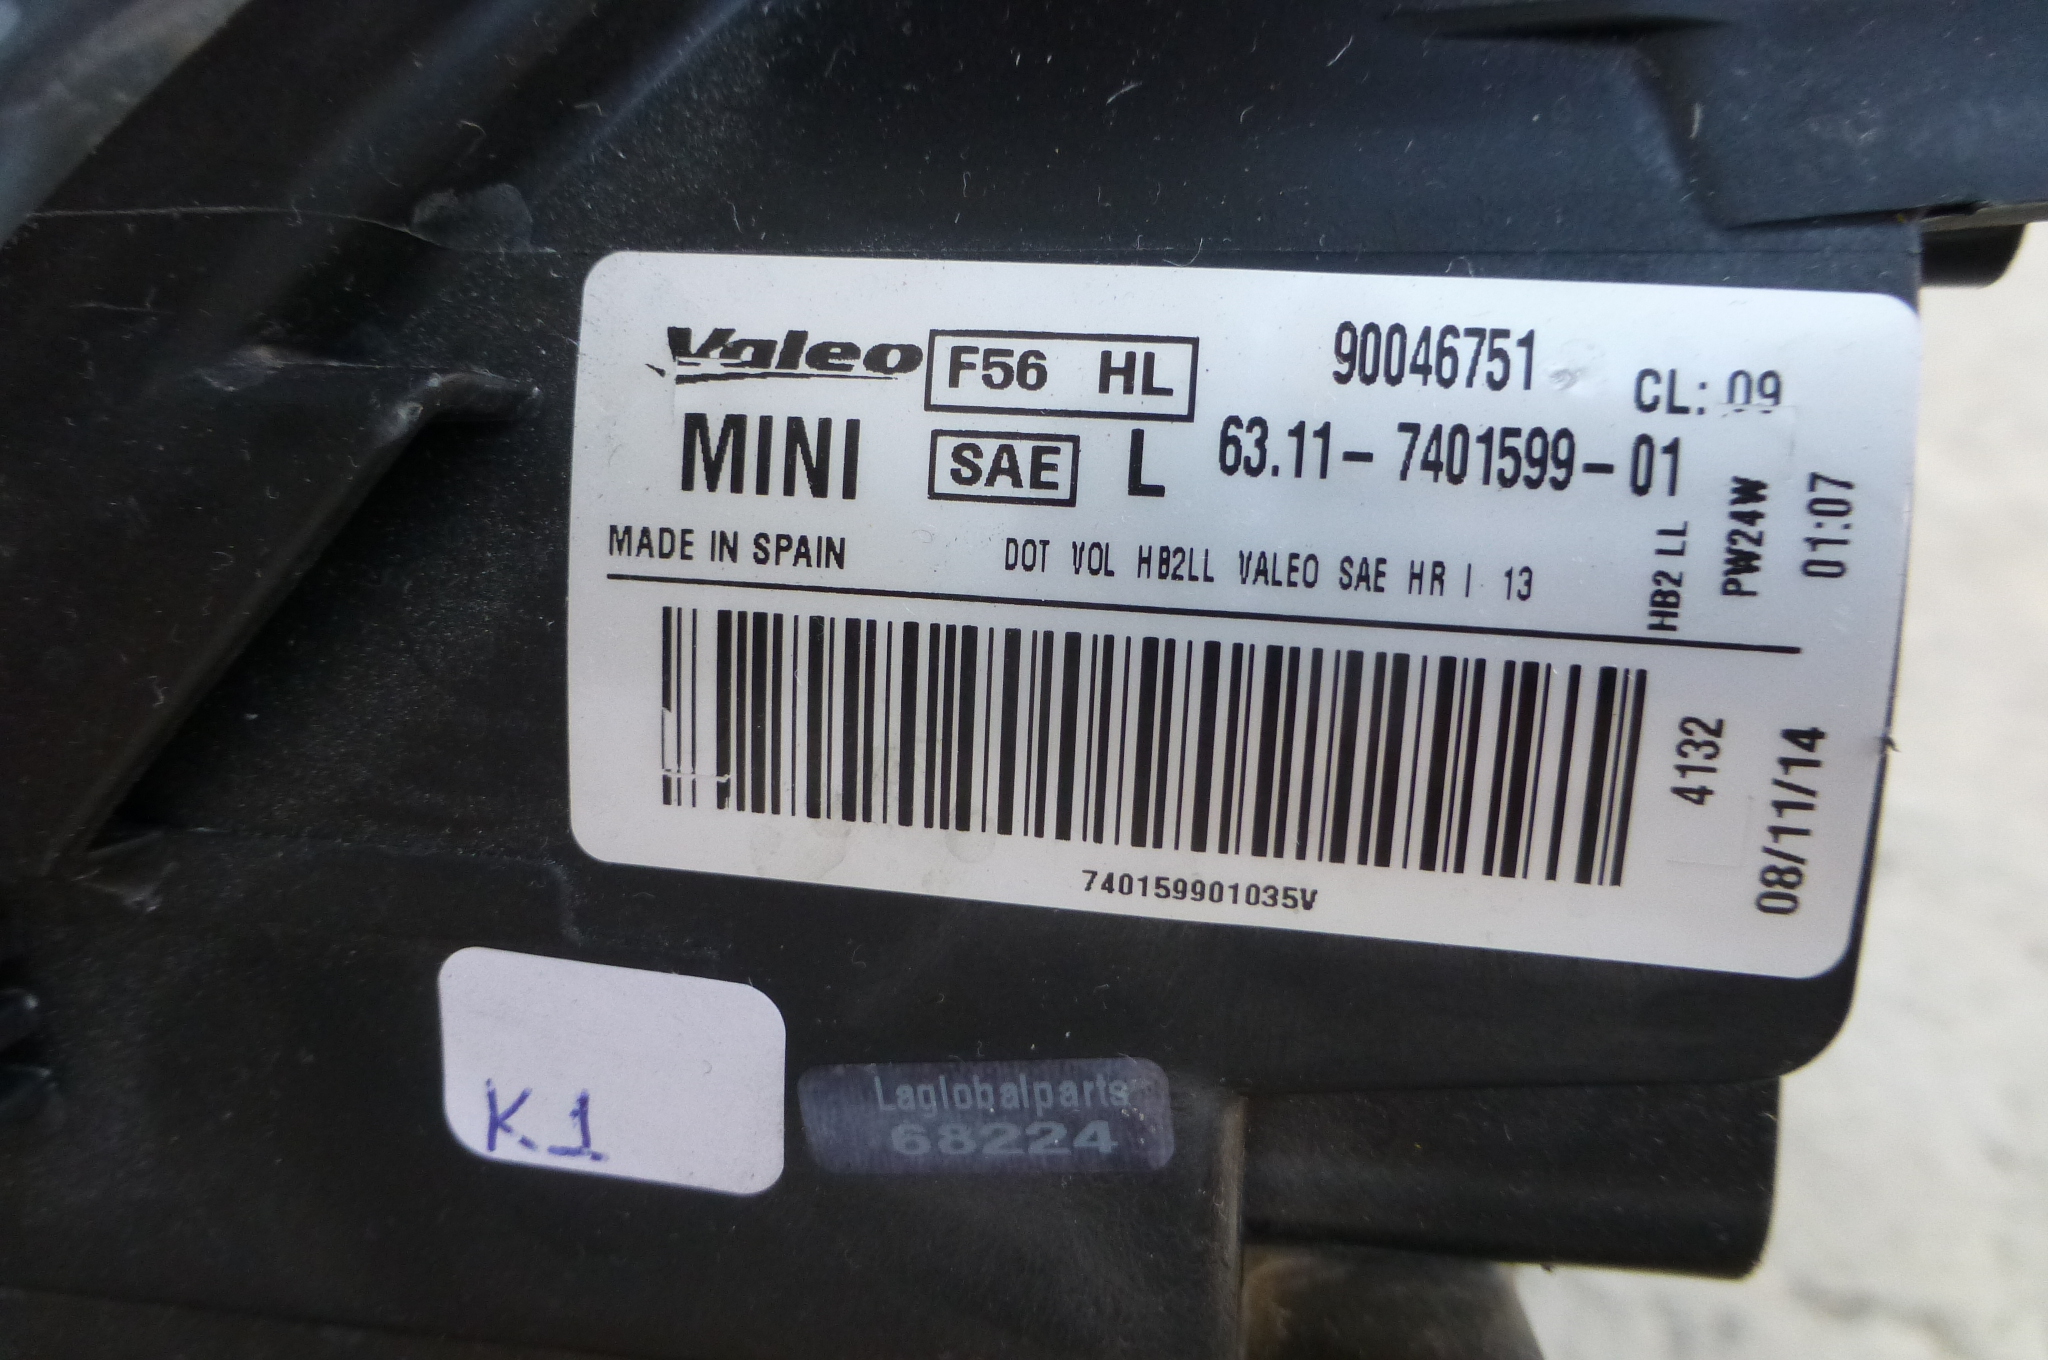 Valeo F56 HL 90046751 CL: 09
MINI SAE L 63.11-7401599-01
MADE IN SPAIN DOT VOL HB2LL VALEO SAE HR I 13
HB2 LL
PW24W
01:07
4132
08/11/14
740159901035V
K1
Laglobalparts
68224